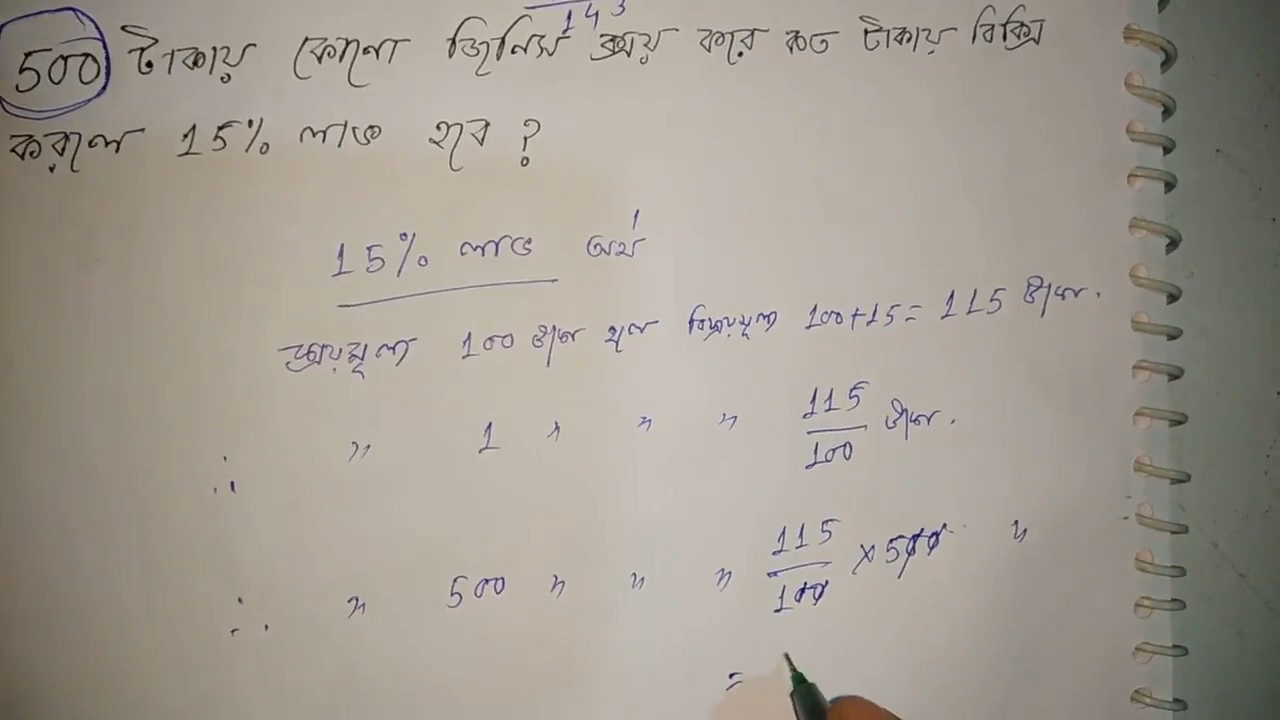 143
500 টাকায় কোনো জিনিস ক্রয় করে কত টাকায় বিক্রি
করলে 15% লাভ হবে ?
15% লাভ অর্থ
ক্রয়মূল্য 100 টাকা হলে বিক্রয়মূল্য 100+15= 115 টাকা.
∴ " 1 " " " 115/100 টাকা.
∴ " 500 " " " 115/100 × 500 "
=